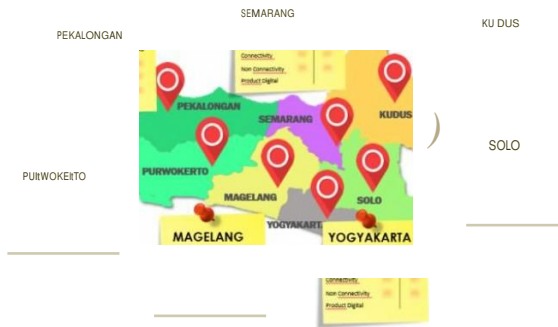 SEMARANG
KU DUS
PEKALONGAN
Connectivity
Non Connectivity
Product Digital
PEKALONGAN
SEMARANG
KUDUS
)
SOLO
PURWOKERTO
PUItWOKEItTO
MAGELANG
SOLO
YOGYAKART
MAGELANG
YOGYAKARTA
Connectivity
Non Connectivity
Product Digital